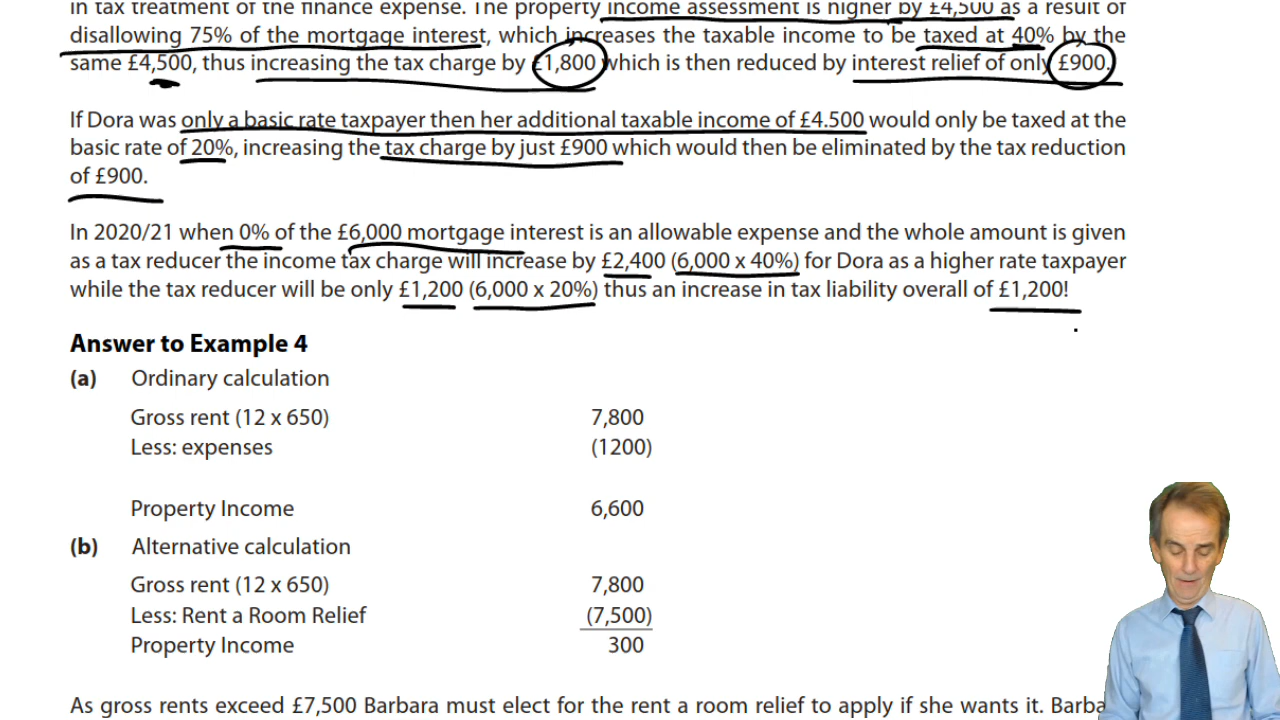 in tax treatment of the finance expense. The property income assessment is higher by £4,500 as a result of
disallowing 75% of the mortgage interest, which increases the taxable income to be taxed at 40% by the
same £4,500, thus increasing the tax charge by £1,800 which is then reduced by interest relief of only £900.
If Dora was only a basic rate taxpayer then her additional taxable income of £4.500 would only be taxed at the
basic rate of 20%, increasing the tax charge by just £900 which would then be eliminated by the tax reduction
of £900.
In 2020/21 when 0% of the £6,000 mortgage interest is an allowable expense and the whole amount is given
as a tax reducer the income tax charge will increase by £2,400 (6,000 x 40%) for Dora as a higher rate taxpayer
while the tax reducer will be only £1,200 (6,000 x 20%) thus an increase in tax liability overall of £1,200!
Answer to Example 4
(a) Ordinary calculation
Gross rent (12 x 650) 7,800
Less: expenses (1200)
Property Income 6,600
(b) Alternative calculation
Gross rent (12 x 650) 7,800
Less: Rent a Room Relief (7,500)
Property Income 300
As gross rents exceed £7,500 Barbara must elect for the rent a room relief to apply if she wants it. Barba